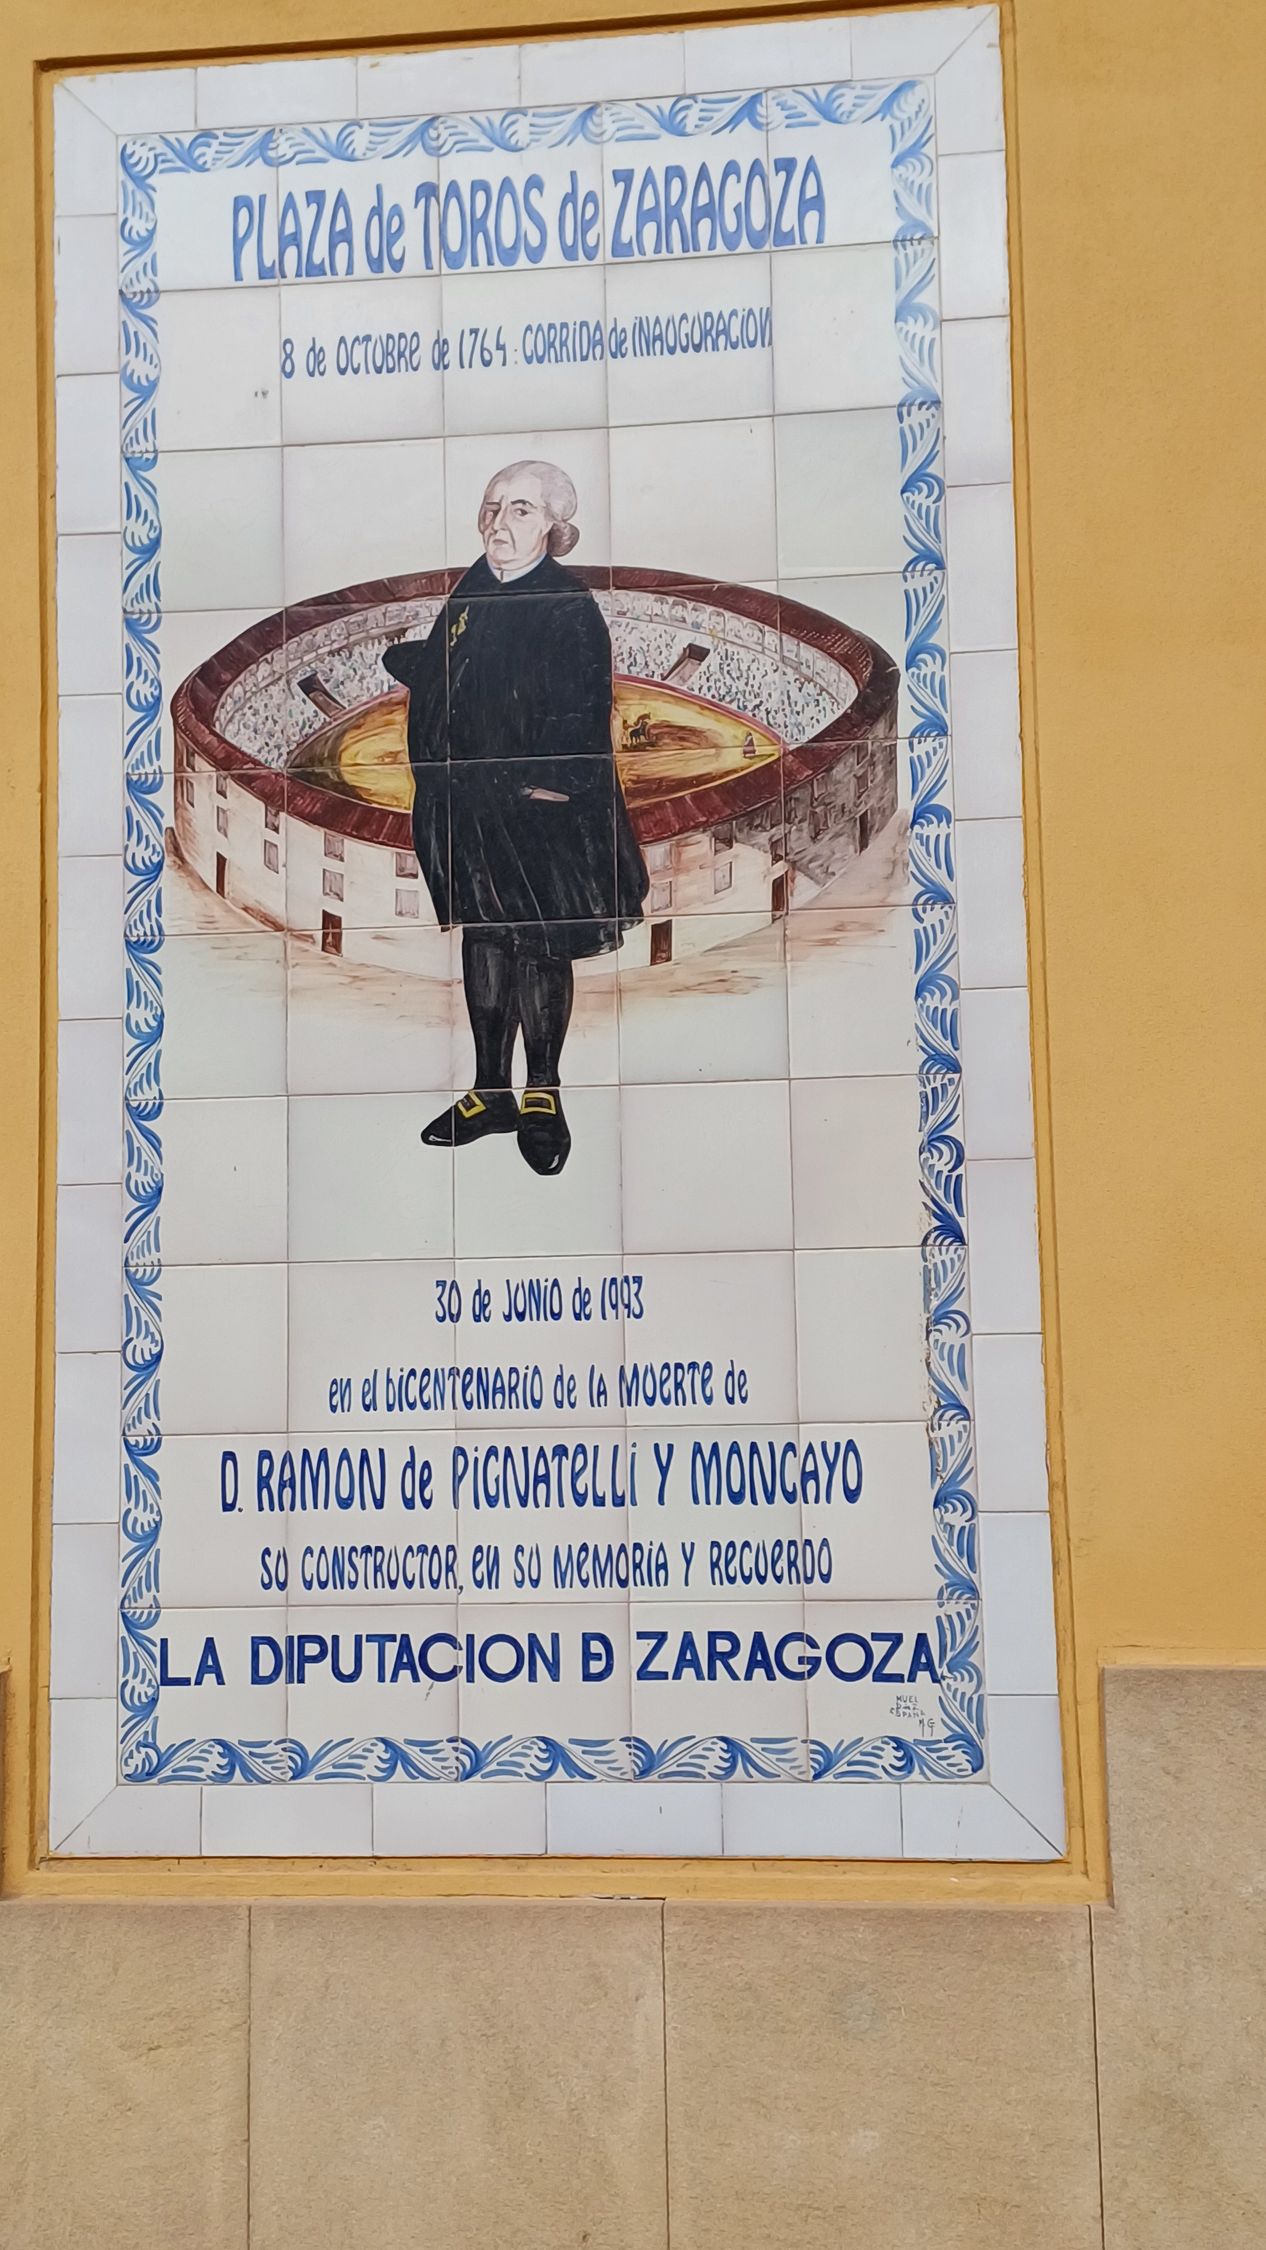 PLAZA de TOROS de ZARAGOZA
8 de OCTUBRE de 1764: CORRIDA de INAUGURACION
30 de JUNIO de 1993
en el bicentenario de la muerte de
D. RAMON de PIGNATELLI Y MONCAYO
SU CONSTRUCTOR, en SU MEMORIA Y RECUERDO
LA DIPUTACION D ZARAGOZA
MUEL
ESPAÑA
M G